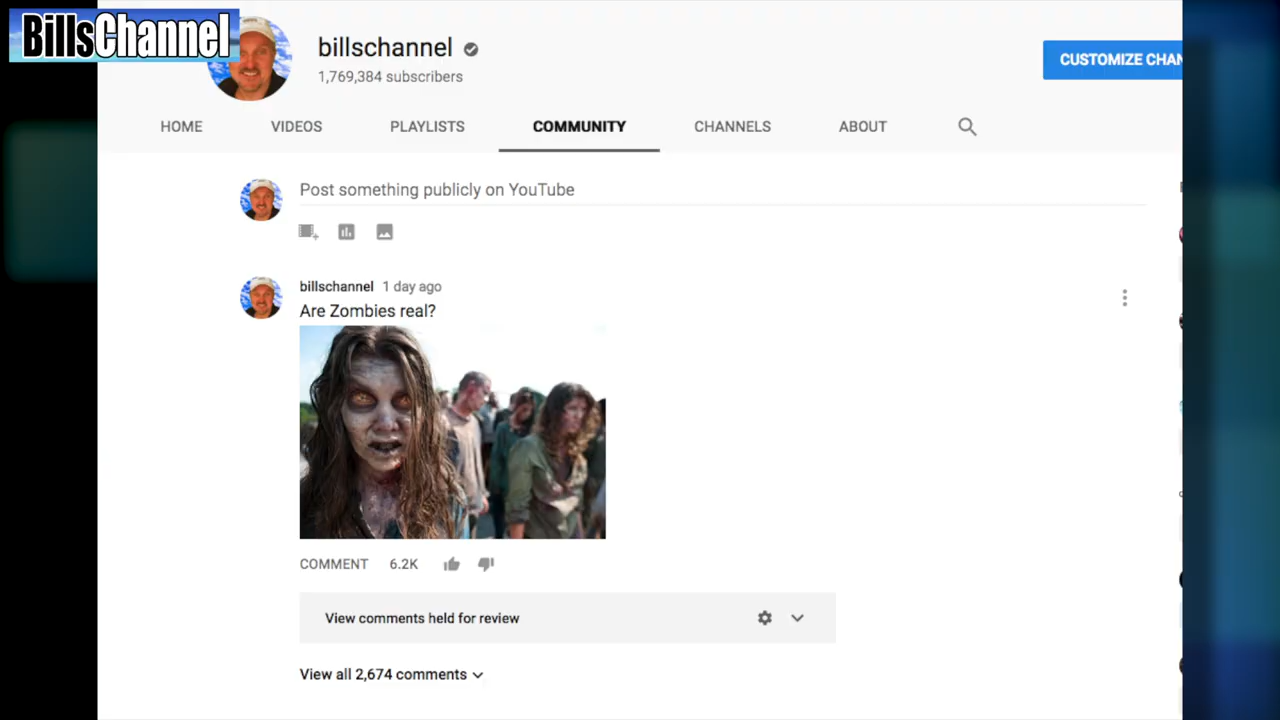 BillsChannel
billschannel
1,769,384 subscribers
CUSTOMIZE CHAN
HOME VIDEOS PLAYLISTS COMMUNITY CHANNELS ABOUT
Post something publicly on YouTube
billschannel 1 day ago
Are Zombies real?
COMMENT 6.2K
View comments held for review
View all 2,674 comments